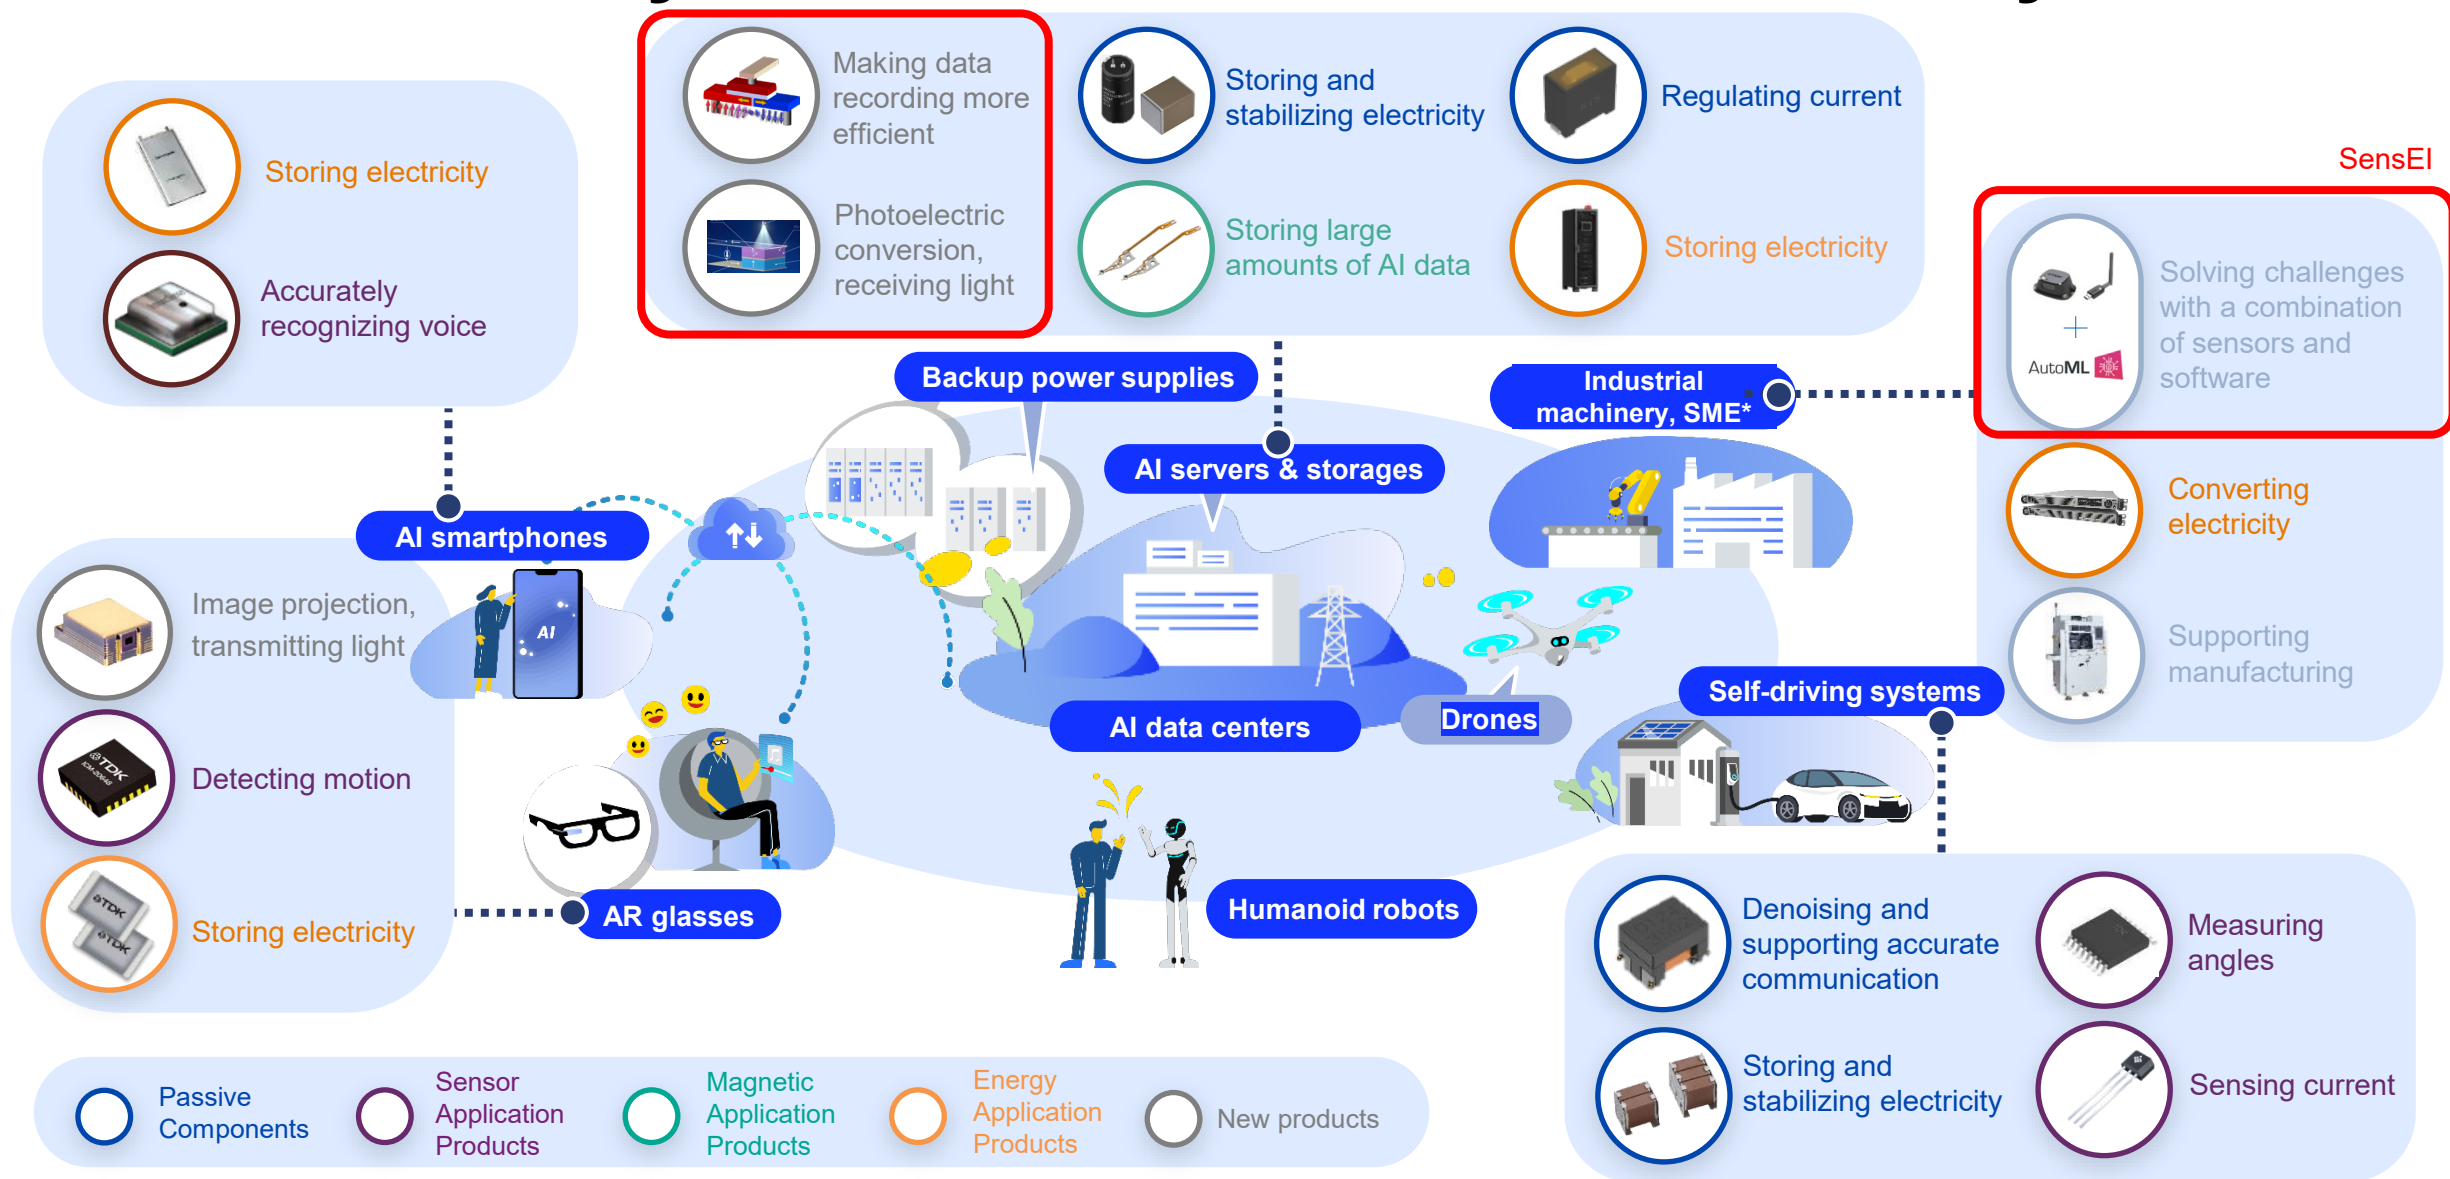 Making data
recording more
efficient
Storing and
stabilizing electricity
Regulating current
Photoelectric
conversion,
receiving light
Storing large
amounts of AI data
Storing electricity
Storing electricity
Accurately
recognizing voice
SensEI
Solving challenges
with a combination
of sensors and
software
+
AutoML
Converting
electricity
Supporting
manufacturing
Backup power supplies
Industrial
machinery, SME*
AI servers & storages
AI smartphones
AI
Image projection,
transmitting light
TDK
ICM-20648
Detecting motion
TDK
TDK
Storing electricity
AR glasses
AI data centers
Drones
Self-driving systems
Humanoid robots
Denoising and
supporting accurate
communication
Measuring
angles
Storing and
stabilizing electricity
Sensing current
Passive
Components
Sensor
Application
Products
Magnetic
Application
Products
Energy
Application
Products
New products